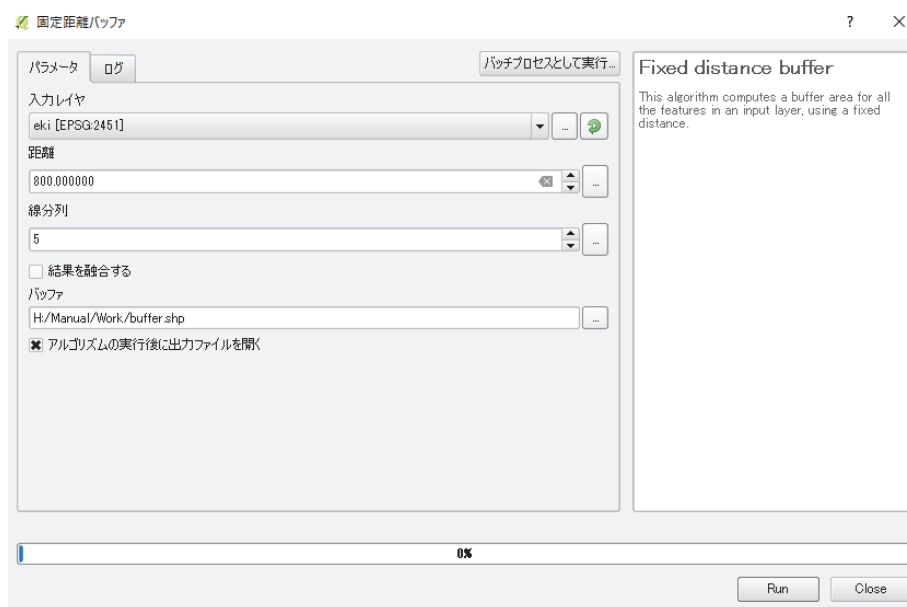 固定距離バッファ
? ×
パラメータ ログ バッチプロセスとして実行...
入力レイヤ
eki [EPSG:2451]
...
距離
800.000000
...
線分列
5
...
結果を融合する
バッファ
H:/Manual/Work/buffer.shp
...
アルゴリズムの実行後に出力ファイルを開く
Fixed distance buffer
This algorithm computes a buffer area for all
the features in an input layer, using a fixed
distance.
0%
Run Close